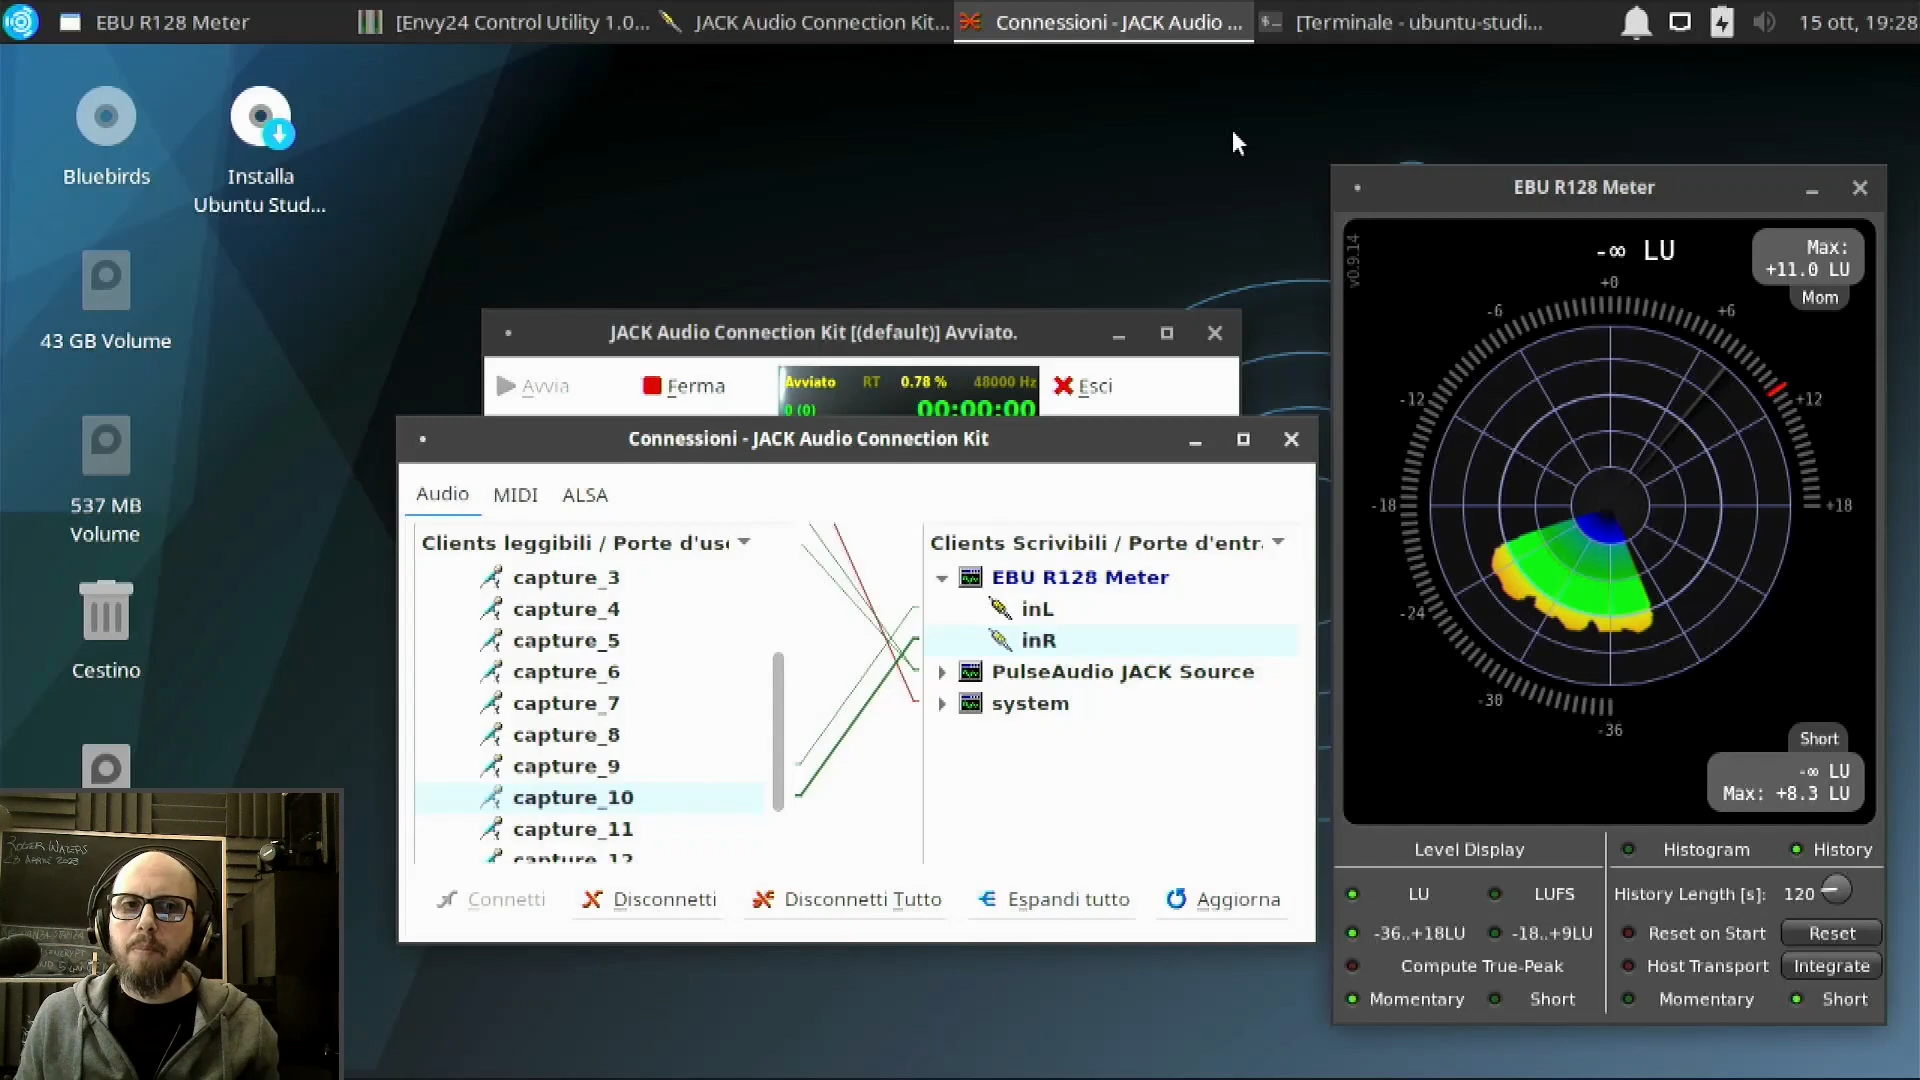 EBU R128 Meter
[Envy24 Control Utility 1.0...
JACK Audio Connection Kit...
Connessioni - JACK Audio ...
[Terminale - ubuntu-studi...
15 ott, 19:28
Bluebirds
Installa
Ubuntu Stud...
43 GB Volume
537 MB
Volume
Cestino
JACK Audio Connection Kit [(default)] Avviato.
Avvia
Ferma
Avviato RT 0.78 % 48000 Hz
0 (0) 00:00:00
Esci
Connessioni - JACK Audio Connection Kit
Audio MIDI ALSA
Clients leggibili / Porte d'us
capture_3
capture_4
capture_5
capture_6
capture_7
capture_8
capture_9
capture_10
capture_11
capture_12
Clients Scrivibili / Porte d'entr
EBU R128 Meter
inL
inR
PulseAudio JACK Source
system
Connetti
Disconnetti
Disconnetti Tutto
Espandi tutto
Aggiorna
EBU R128 Meter
v0.9.14
-∞ LU
Max:
+11.0 LU
Mom
+0
-6
+6
-12
+12
-18
+18
-24
-30
-36
Short
-∞ LU
Max: +8.3 LU
Level Display
LU LUFS
-36..+18LU -18..+9LU
Compute True-Peak
Momentary Short
Histogram History
History Length [s]: 120
Reset on Start Reset
Host Transport Integrate
Momentary Short
ROGER WATERS